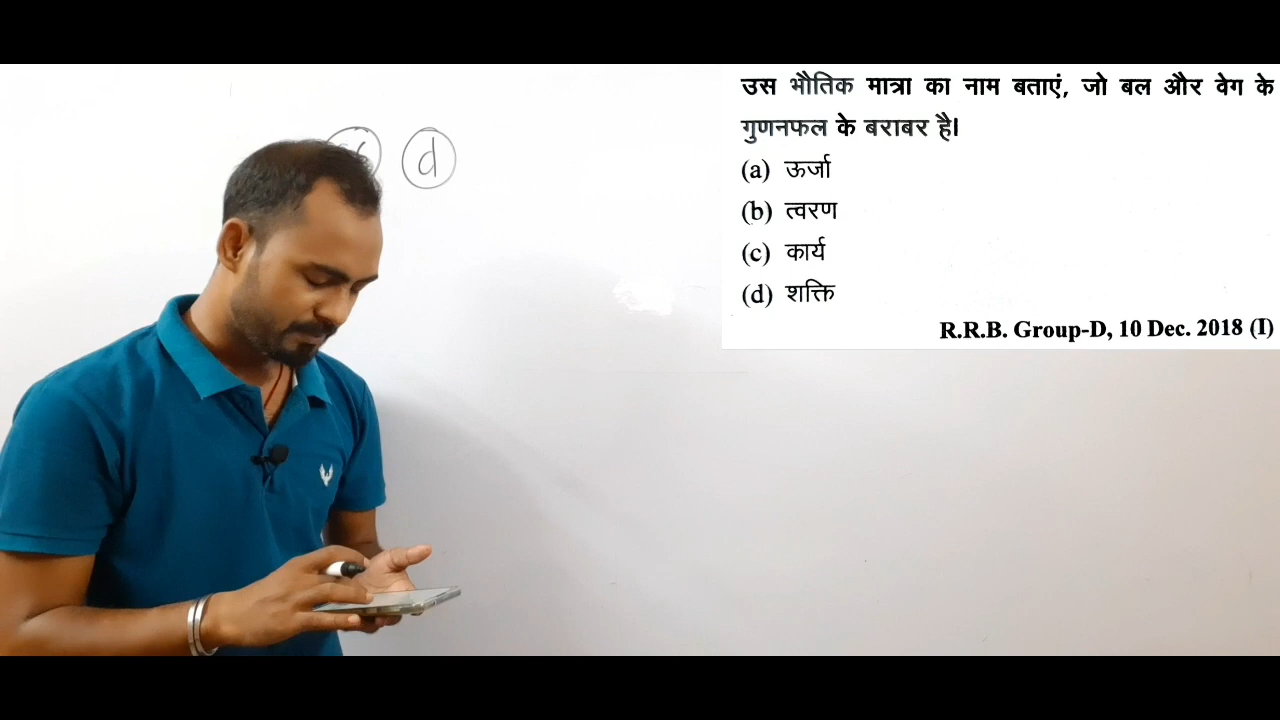 उस भौतिक मात्रा का नाम बताएं, जो बल और वेग के
गुणनफल के बराबर है।
(a) ऊर्जा
(b) त्वरण
(c) कार्य
(d) शक्ति
R.R.B. Group-D, 10 Dec. 2018 (I)
d